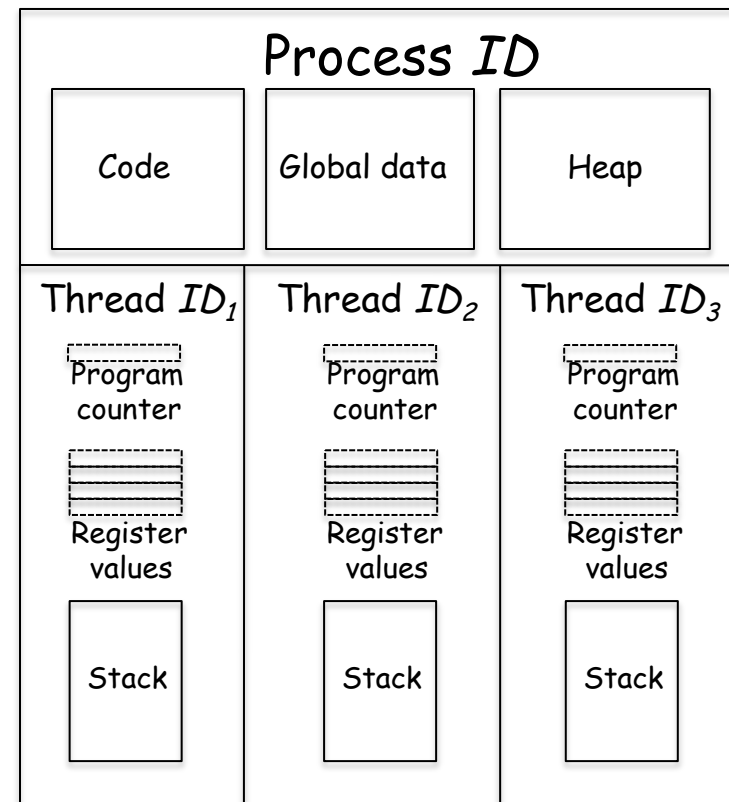 Process ID
Code
Global data
Heap
Thread ID₁
Thread ID₂
Thread ID₃
Program
counter
Program
counter
Program
counter
Register
values
Register
values
Register
values
Stack
Stack
Stack